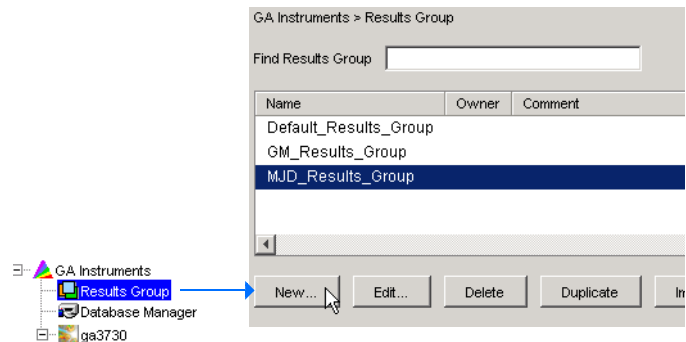 GA Instruments > Results Group
Find Results Group
Name Owner Comment
Default_Results_Group
GM_Results_Group
MJD_Results_Group
New... Edit... Delete Duplicate
GA Instruments
Results Group
Database Manager
ga3730